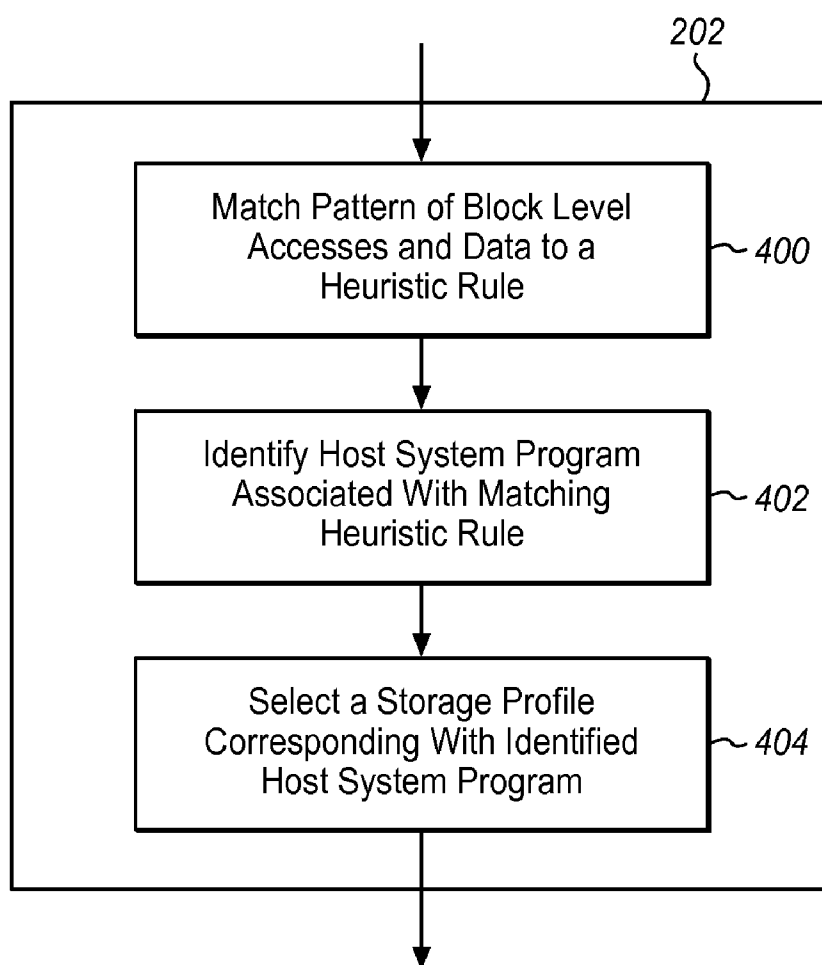 202
Match Pattern of Block Level
Accesses and Data to a
Heuristic Rule
400
Identify Host System Program
Associated With Matching
Heuristic Rule
402
Select a Storage Profile
Corresponding With Identified
Host System Program
404